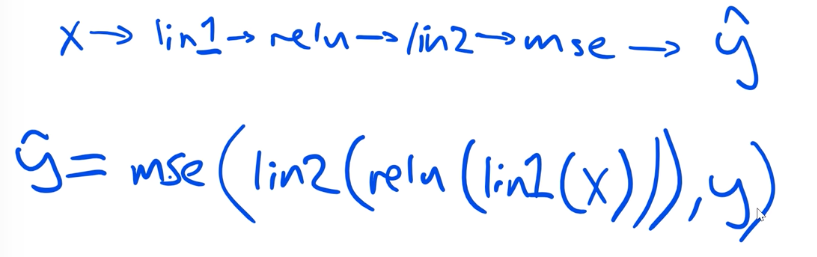 x → lin1 → relu → lin2 → mse → ŷ
ŷ = mse(lin2(relu(lin1(x))), y)